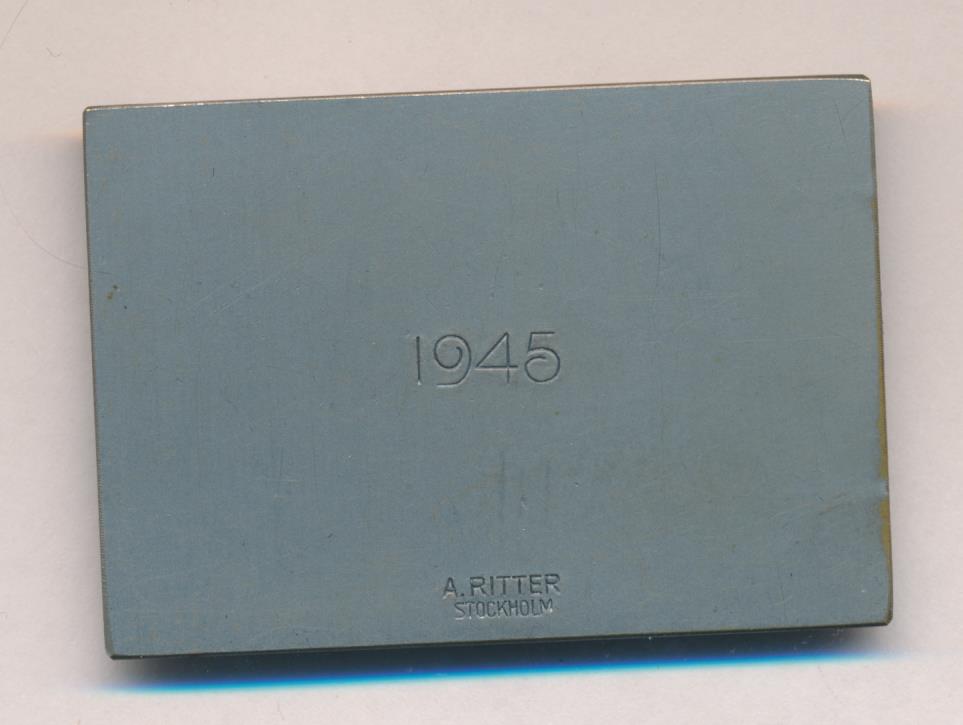 1945
A. RITTER
STOCKHOLM